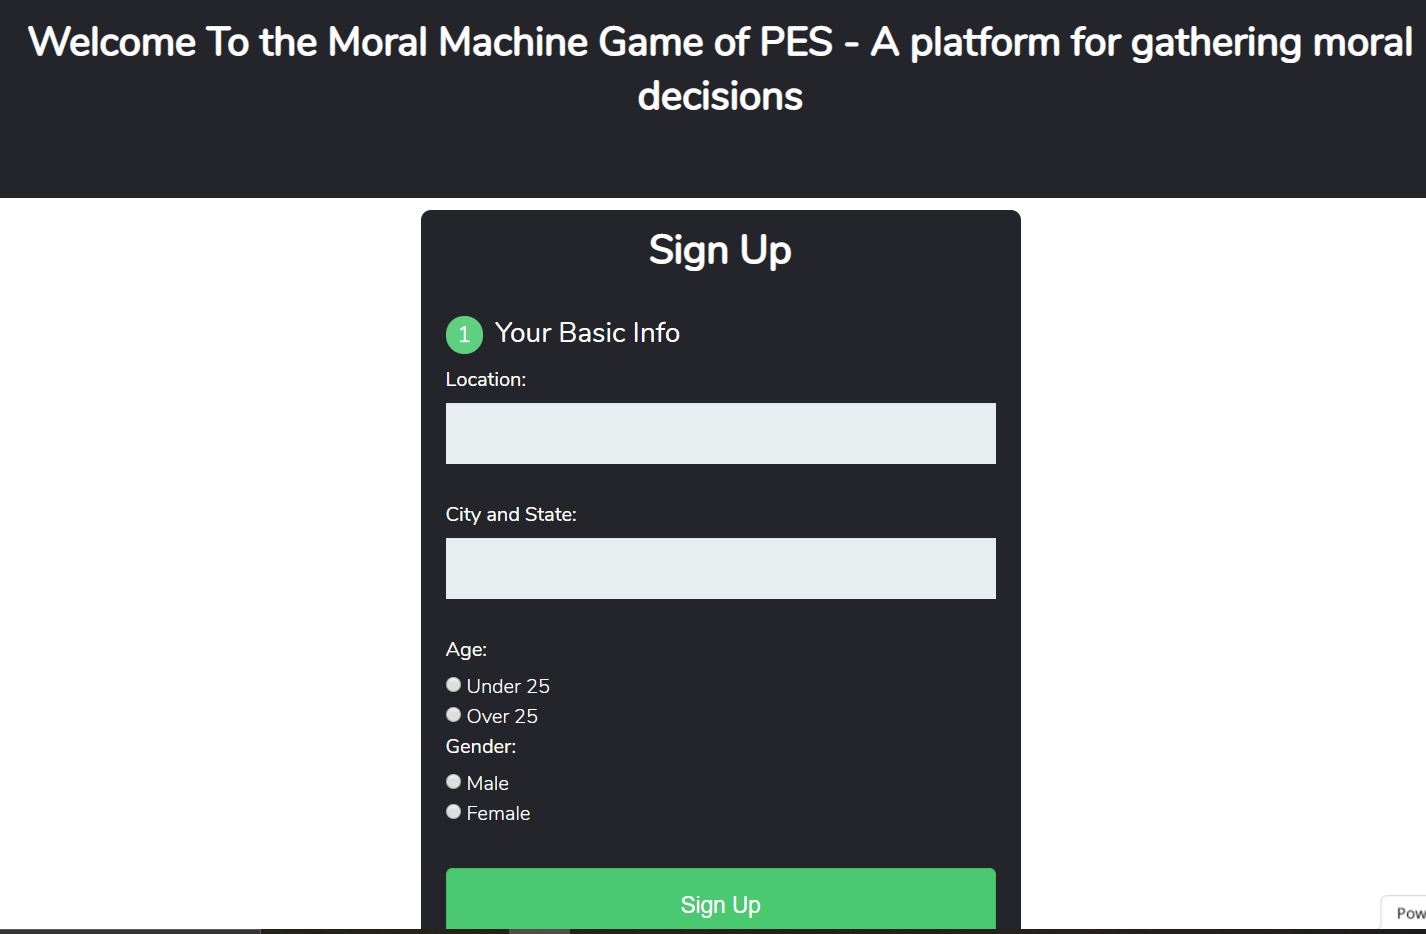 Welcome To the Moral Machine Game of PES - A platform for gathering moral
decisions
Sign Up
1 Your Basic Info
Location:
City and State:
Age:
Under 25
Over 25
Gender:
Male
Female
Sign Up
Pow